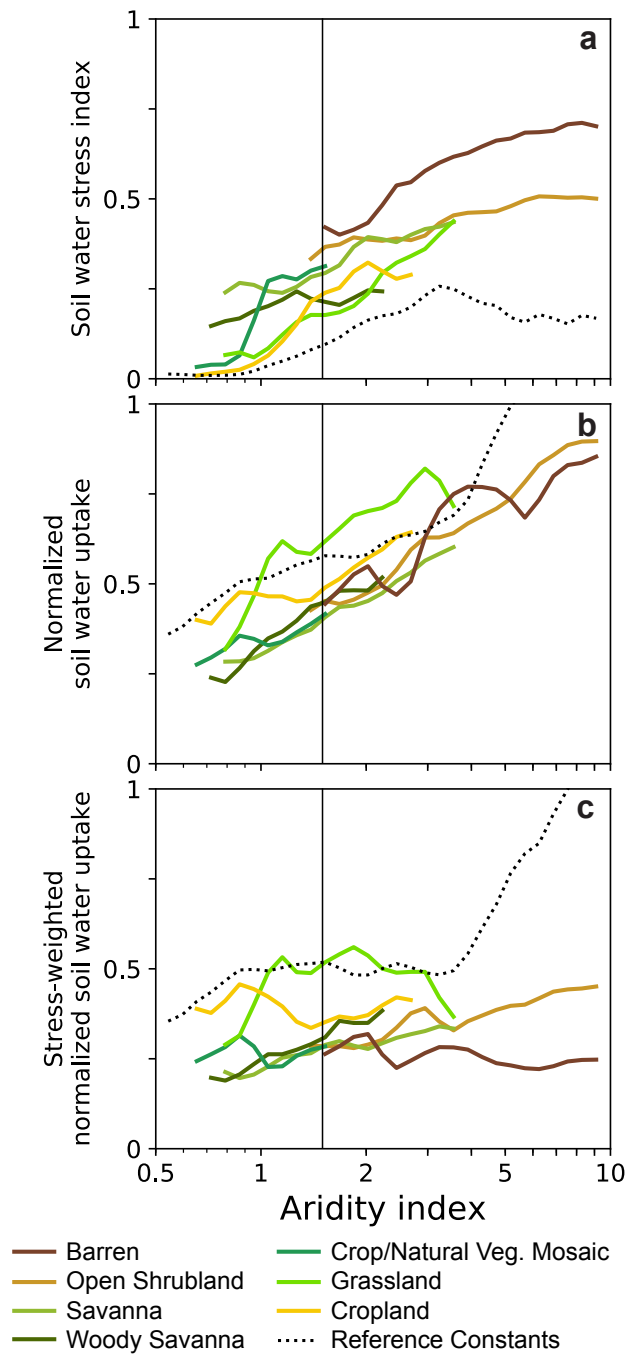 a
1
0.5
0
Soil water stress index
b
1
0.5
0
Normalized
soil water uptake
c
1
0.5
0
Stress-weighted
normalized soil water uptake
0.5 1 2 5 10
Aridity index
Barren
Open Shrubland
Savanna
Woody Savanna
Crop/Natural Veg. Mosaic
Grassland
Cropland
Reference Constants